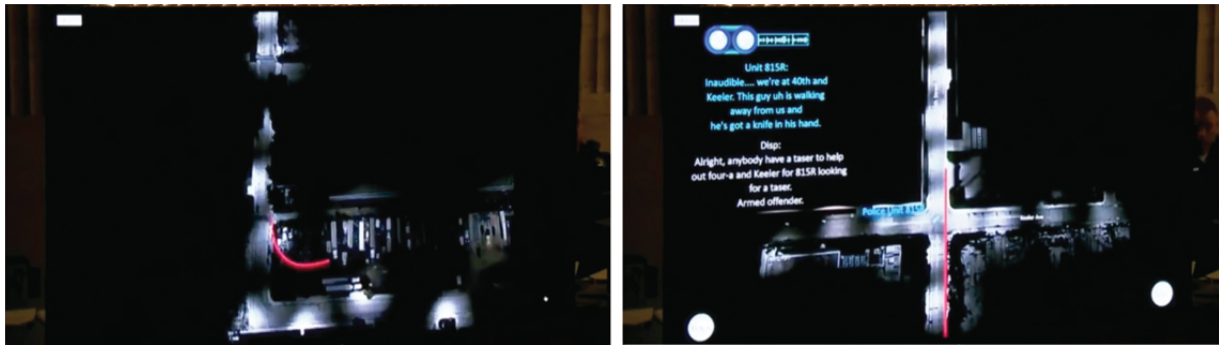 Unit 815R:
Inaudible.... we're at 40th and
Keeler. This guy uh is walking
away from us and
he's got a knife in his hand.
Disp:
Alright, anybody have a taser to help
out four-a and Keeler for 815R looking
for a taser.
Armed offender.
Police Unit 815R
Keeler Ave